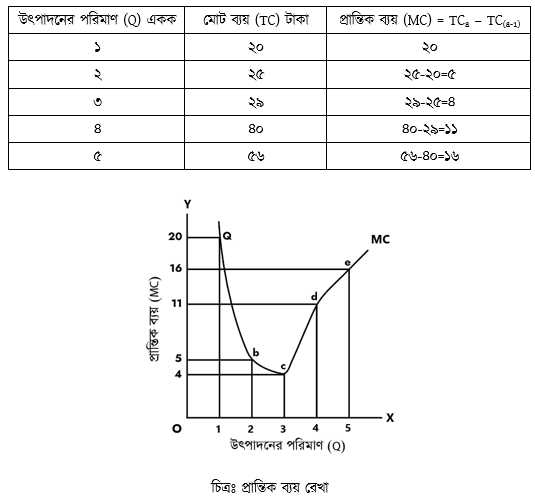 উৎপাদনের পরিমাণ (Q) একক মোট ব্যয় (TC) টাকা প্রান্তিক ব্যয় (MC) = TCₐ – TC₍ₐ₋₁₎
১ ২০ ২০
২ ২৫ ২৫-২০=৫
৩ ২৯ ২৯-২৫=৪
৪ ৪০ ৪০-২৯=১১
৫ ৫৬ ৫৬-৪০=১৬
Y
20 Q
MC
16 e
11 d
5 b
4 c
প্রান্তিক ব্যয় (MC)
O 1 2 3 4 5 X
উৎপাদনের পরিমাণ (Q)
চিত্রঃ প্রান্তিক ব্যয় রেখা